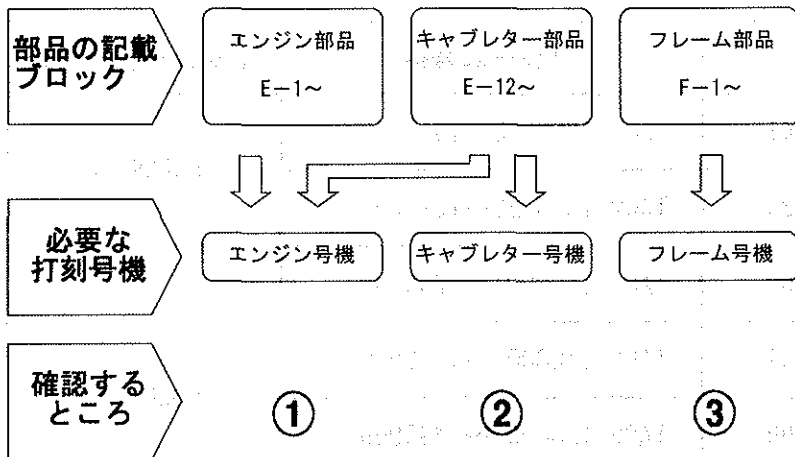 部品の記載
ブロック
エンジン部品
E−1～
キャブレター部品
E−12～
フレーム部品
F−1～
必要な
打刻号機
エンジン号機
キャブレター号機
フレーム号機
確認する
ところ
①
②
③